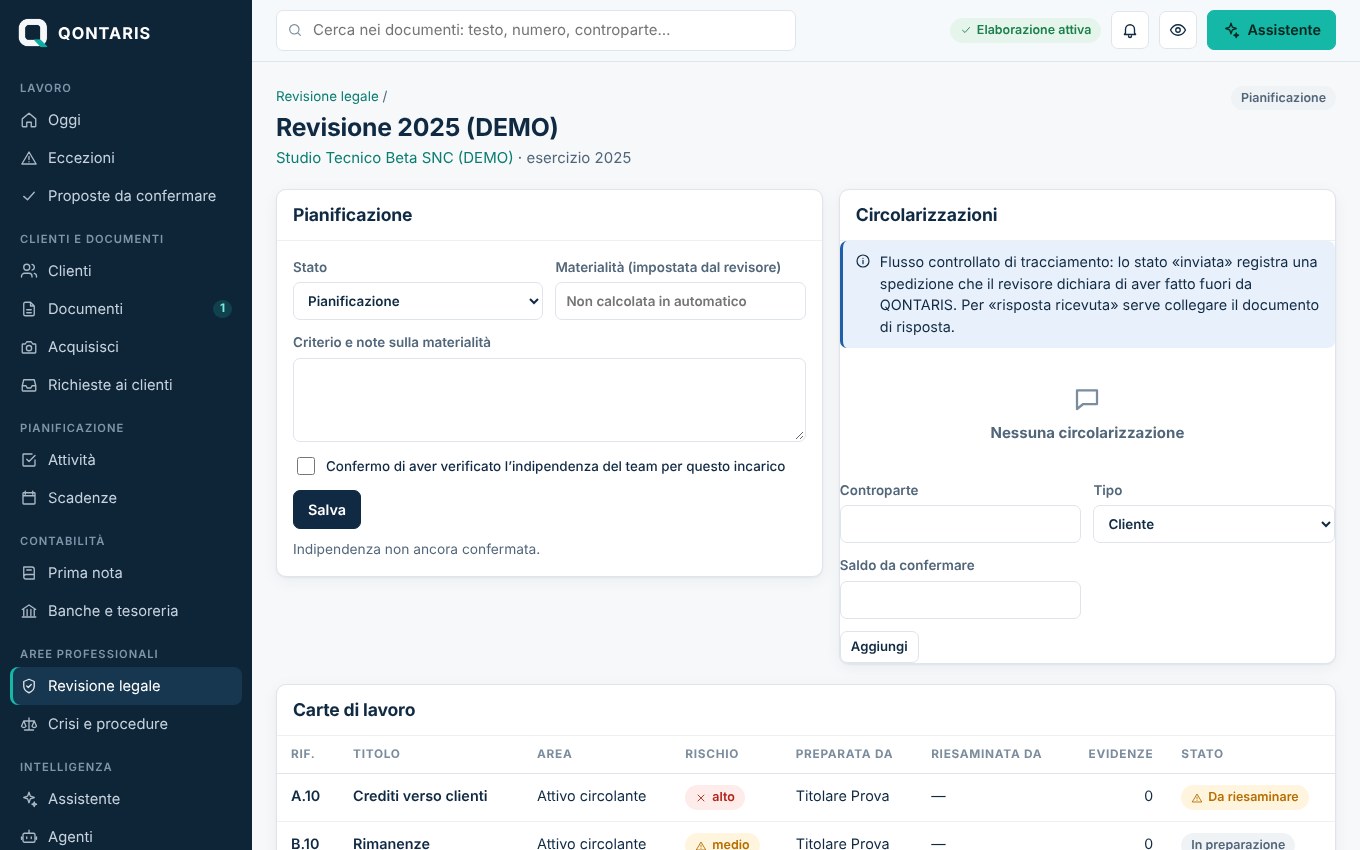 QONTARIS
LAVORO
Oggi
Eccezioni
Proposte da confermare
CLIENTI E DOCUMENTI
Clienti
Documenti 1
Acquisisci
Richieste ai clienti
PIANIFICAZIONE
Attività
Scadenze
CONTABILITÀ
Prima nota
Banche e tesoreria
AREE PROFESSIONALI
Revisione legale
Crisi e procedure
INTELLIGENZA
Assistente
Agenti
Cerca nei documenti: testo, numero, controparte...
Elaborazione attiva
Assistente
Revisione legale /
Pianificazione
Revisione 2025 (DEMO)
Studio Tecnico Beta SNC (DEMO) · esercizio 2025
Pianificazione
Stato
Materialità (impostata dal revisore)
Pianificazione
Non calcolata in automatico
Criterio e note sulla materialità
Confermo di aver verificato l’indipendenza del team per questo incarico
Salva
Indipendenza non ancora confermata.
Circolarizzazioni
Flusso controllato di tracciamento: lo stato «inviata» registra una
spedizione che il revisore dichiara di aver fatto fuori da
QONTARIS. Per «risposta ricevuta» serve collegare il documento
di risposta.
Nessuna circolarizzazione
Controparte
Tipo
Cliente
Saldo da confermare
Aggiungi
Carte di lavoro
RIF. TITOLO AREA RISCHIO PREPARATA DA RIESAMINATA DA EVIDENZE STATO
A.10 Crediti verso clienti Attivo circolante alto Titolare Prova — 0 Da riesaminare
B.10 Rimanenze Attivo circolante medio Titolare Prova — 0 In preparazione